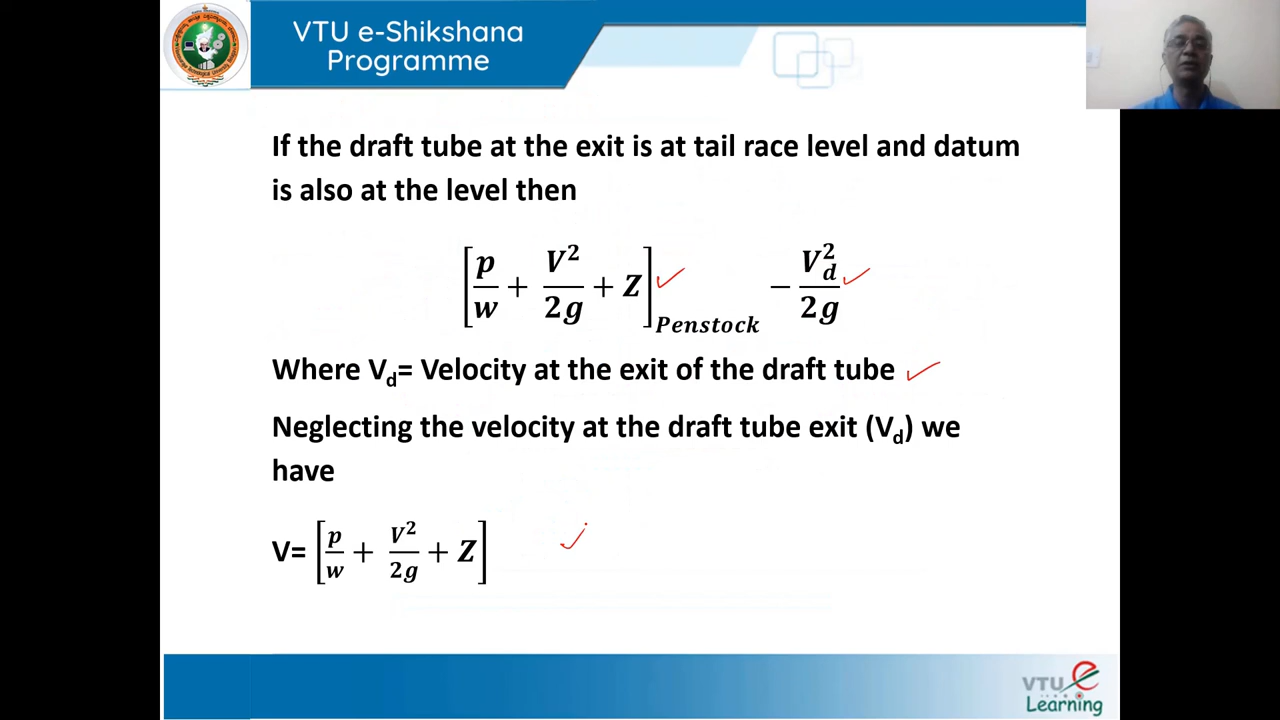 VTU e-Shikshana
Programme
If the draft tube at the exit is at tail race level and datum
is also at the level then
[p/w + V²/2g + Z]Penstock − V_d²/2g
Where Vd= Velocity at the exit of the draft tube
Neglecting the velocity at the draft tube exit (Vd) we
have
V= [p/w + V²/2g + Z]
VTU e
Learning